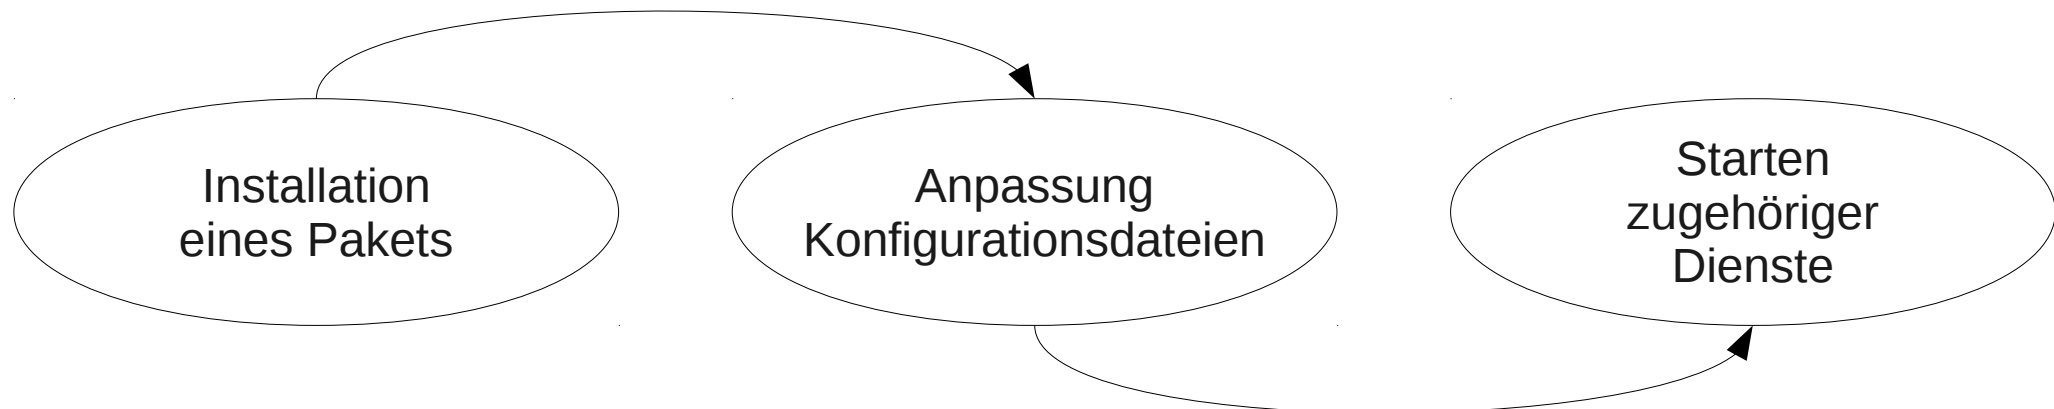 Installation
eines Pakets
Anpassung
Konfigurationsdateien
Starten
zugehöriger
Dienste